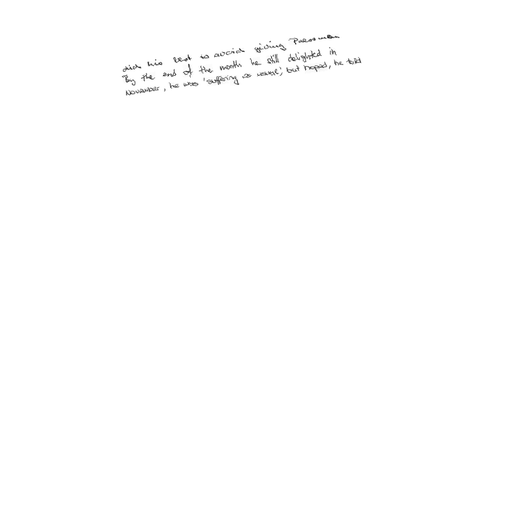 did his best to avoid giving Pressmen
By the end of the month he still delighted in
November, he was 'suffering as usual', but hoped, he told